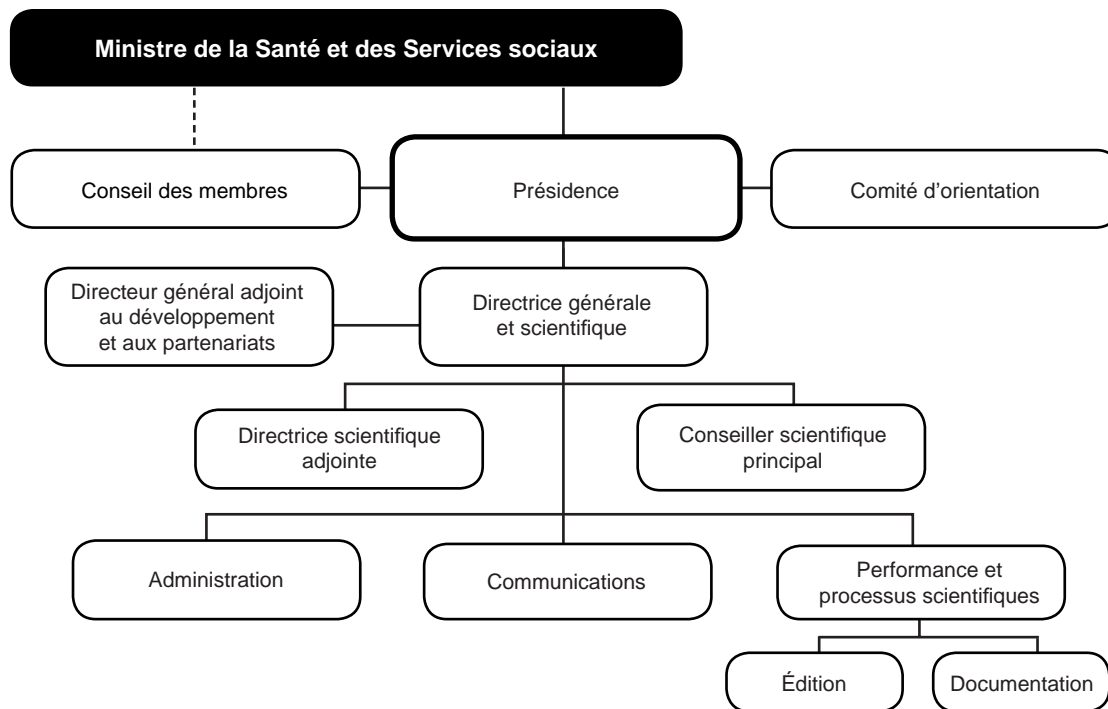 Ministre de la Santé et des Services sociaux
Conseil des membres
Présidence
Comité d'orientation
Directeur général adjoint
au développement
et aux partenariats
Directrice générale
et scientifique
Directrice scientifique
adjointe
Conseiller scientifique
principal
Administration
Communications
Performance et
processus scientifiques
Édition
Documentation